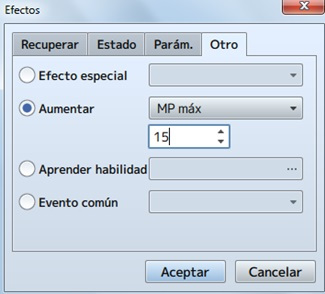 Efectos
Recuperar Estado Parám. Otro
Efecto especial
Aumentar MP máx
15
Aprender habilidad ...
Evento común
Aceptar Cancelar